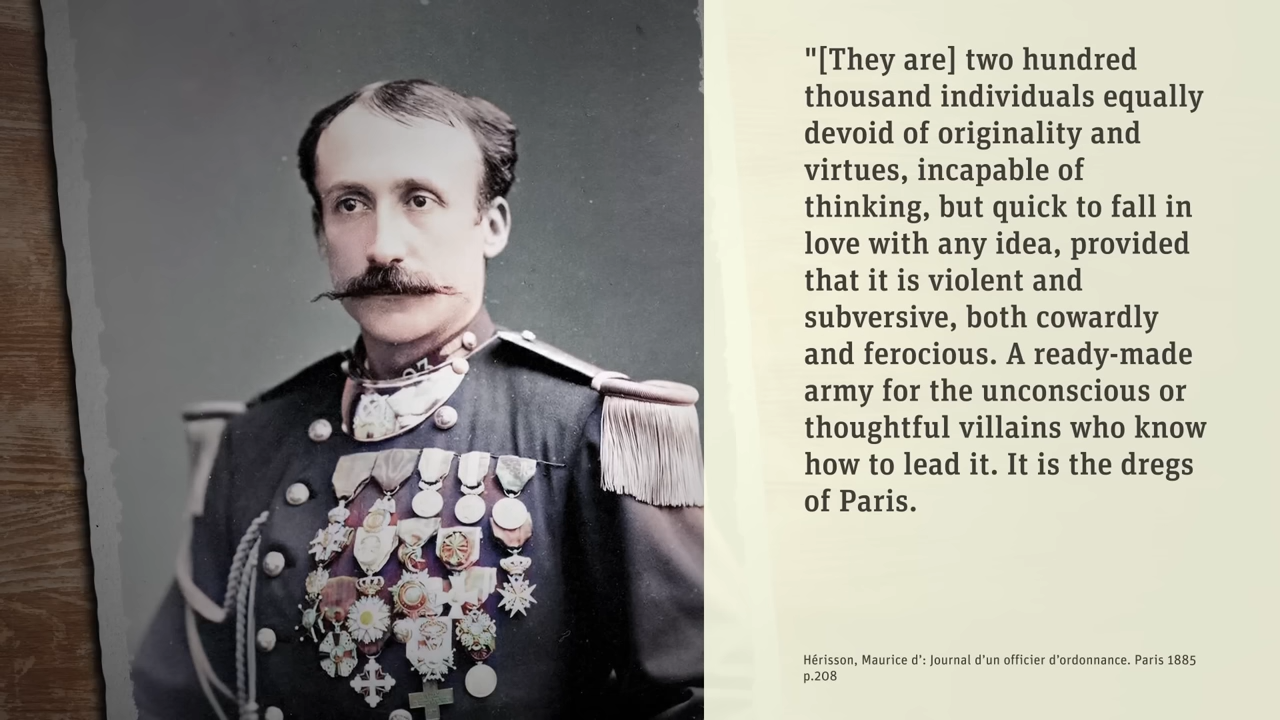 "[They are] two hundred
thousand individuals equally
devoid of originality and
virtues, incapable of
thinking, but quick to fall in
love with any idea, provided
that it is violent and
subversive, both cowardly
and ferocious. A ready-made
army for the unconscious or
thoughtful villains who know
how to lead it. It is the dregs
of Paris.
Hérisson, Maurice d': Journal d'un officier d'ordonnance. Paris 1885
p.208